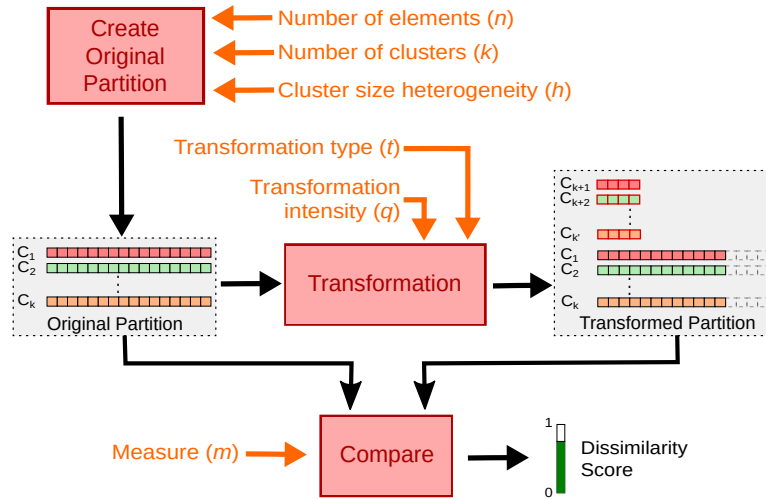 Create
Original
Partition
Number of elements (n)
Number of clusters (k)
Cluster size heterogeneity (h)
Transformation type (t)
Transformation
intensity (q)
C1
C2
Ck
Original Partition
Transformation
Ck+1
Ck+2
Ck'
C1
C2
Ck
Transformed Partition
Measure (m)
Compare
1
0
Dissimilarity
Score